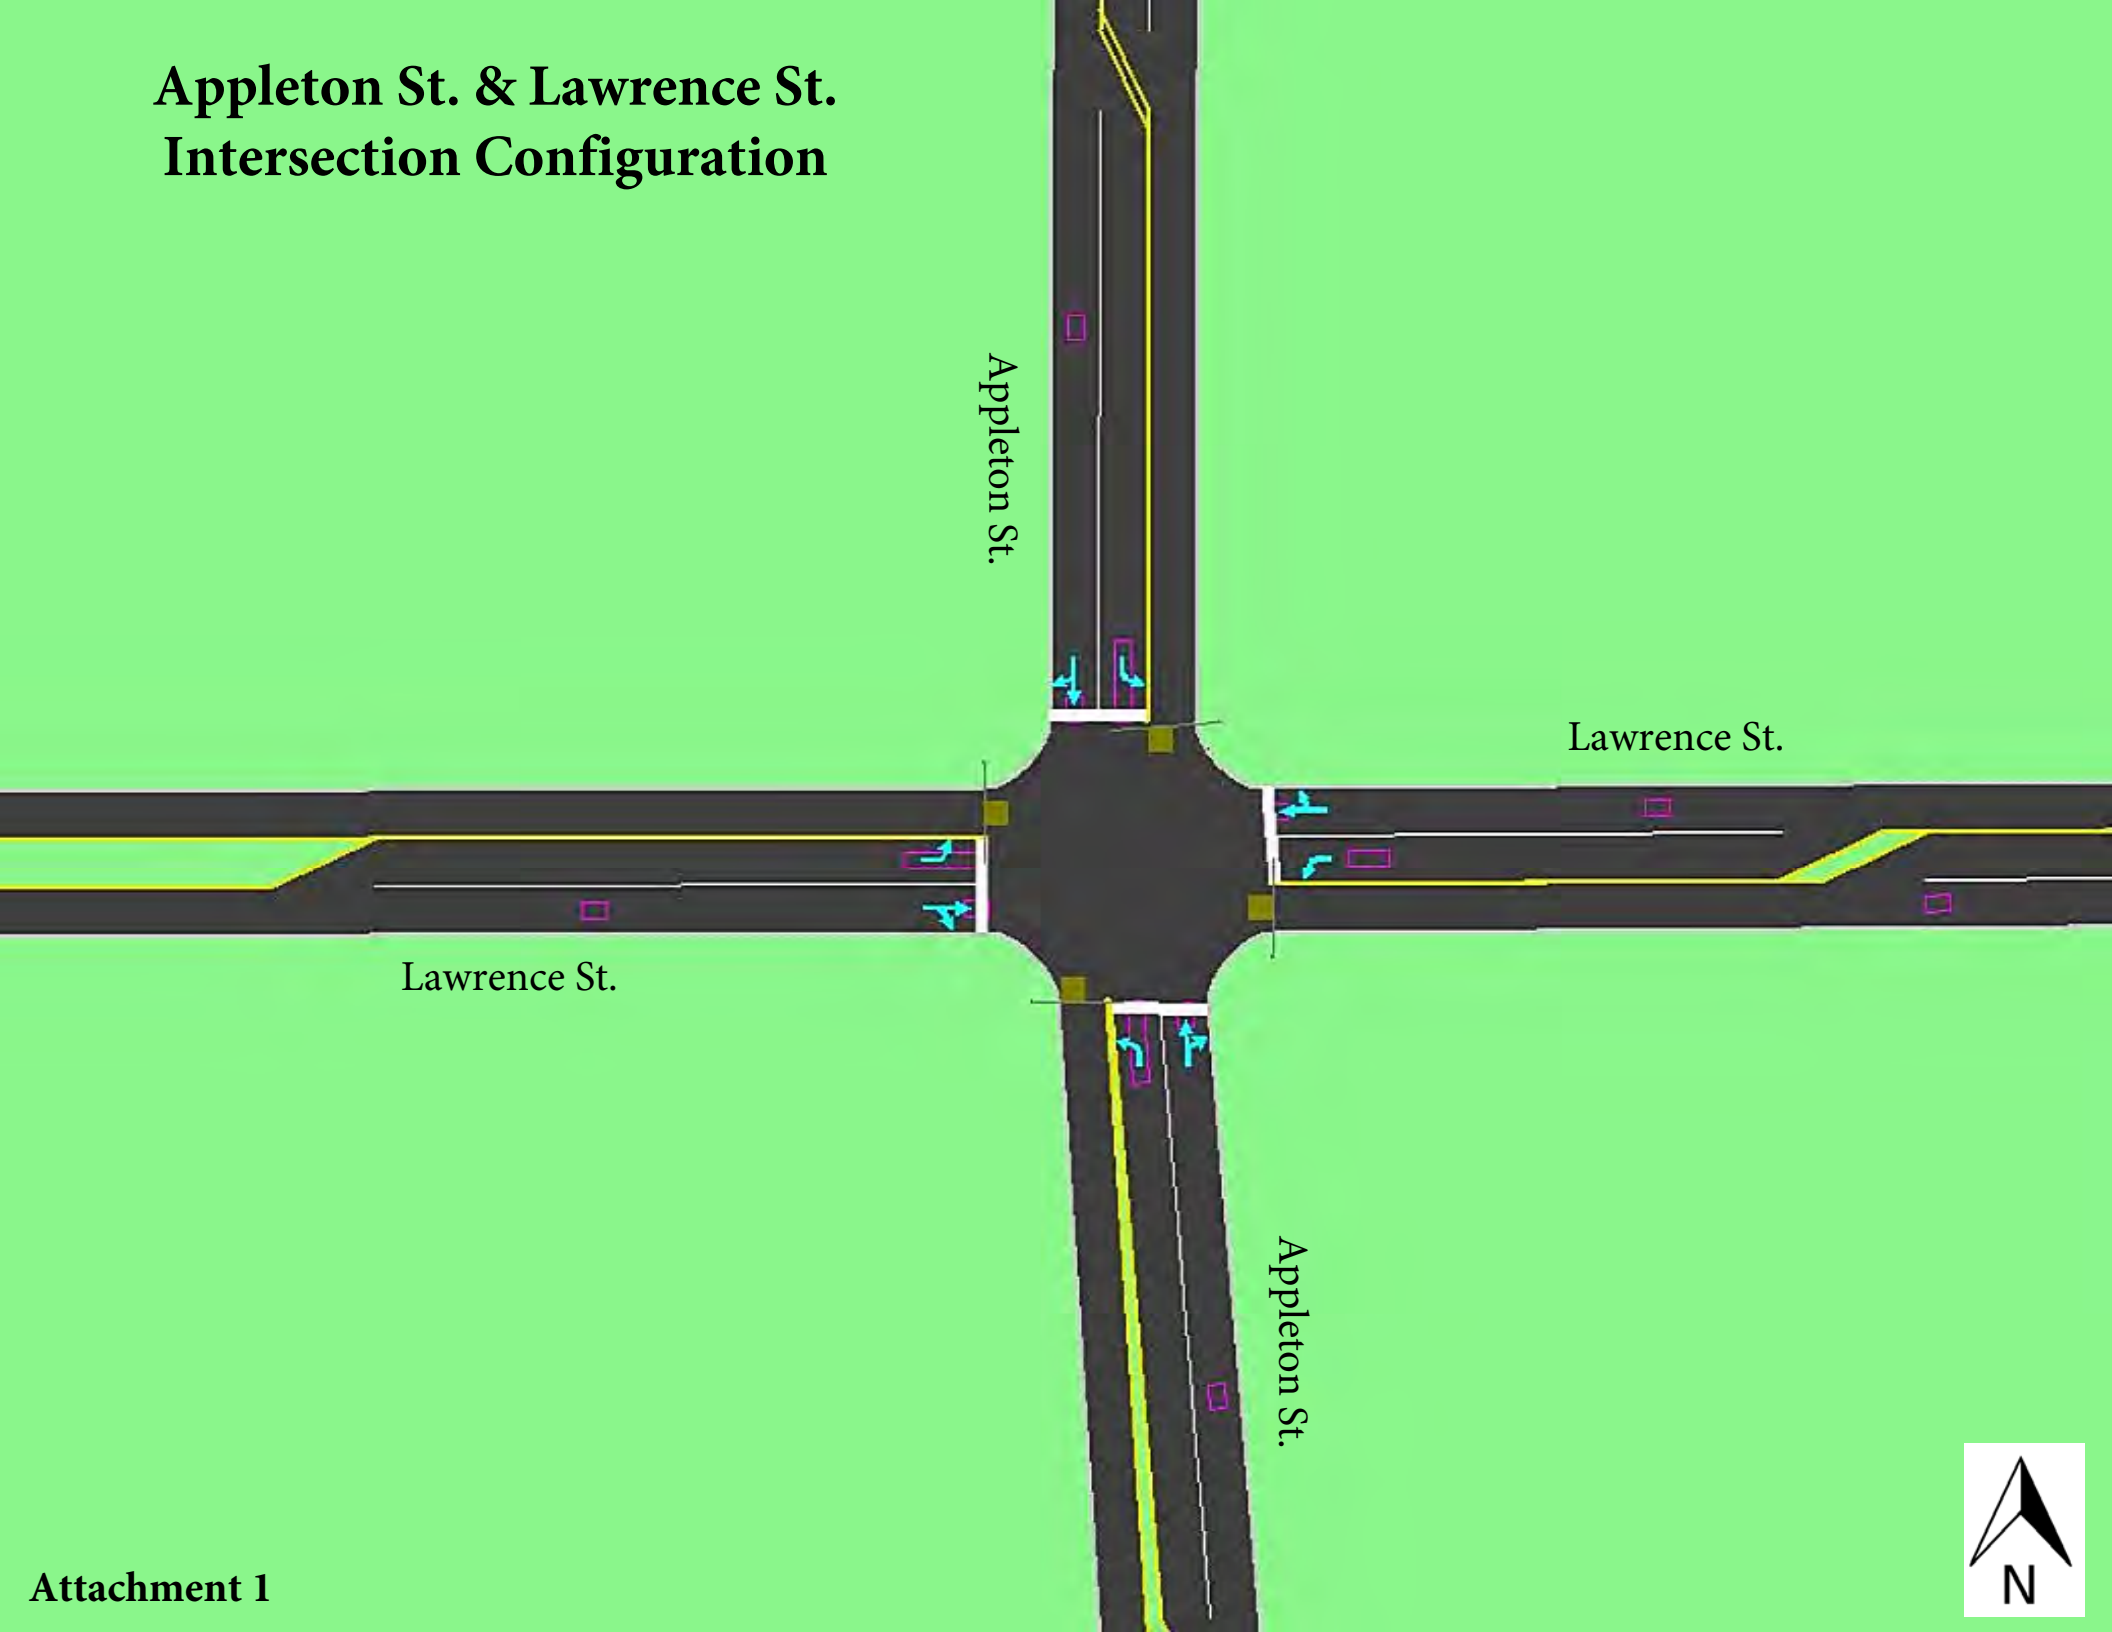 Appleton St. & Lawrence St.
Intersection Configuration
Appleton St.
Lawrence St.
Lawrence St.
Appleton St.
Attachment 1
N